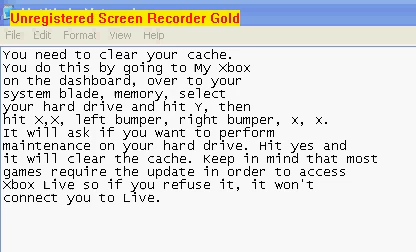 Unregistered Screen Recorder Gold
File Edit Format View Help
You need to clear your cache.
You do this by going to My Xbox
on the dashboard, over to your
system blade, memory, select
your hard drive and hit Y, then
hit X,X, left bumper, right bumper, x, x.
It will ask if you want to perform
maintenance on your hard drive. Hit yes and
it will clear the cache. Keep in mind that most
games require the update in order to access
Xbox Live so if you refuse it, it won't
connect you to Live.